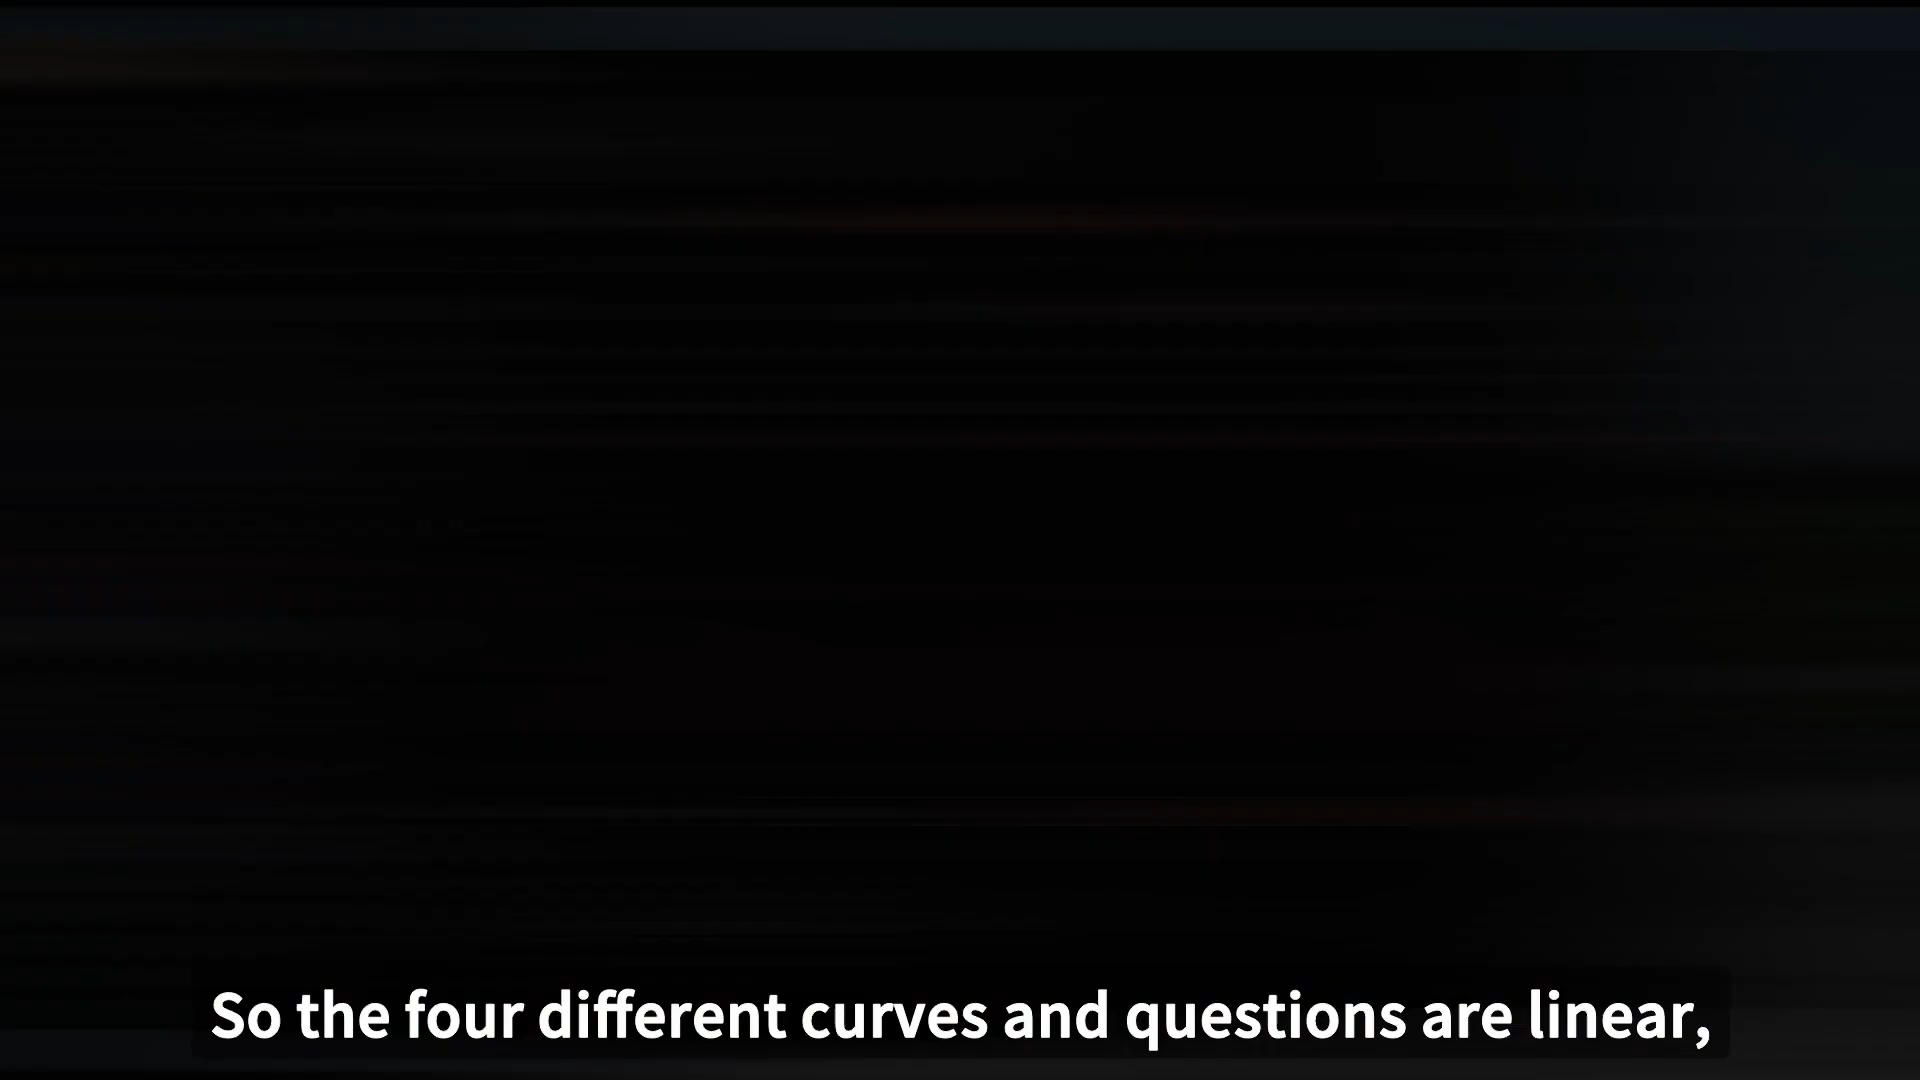 So the four different curves and questions are linear,